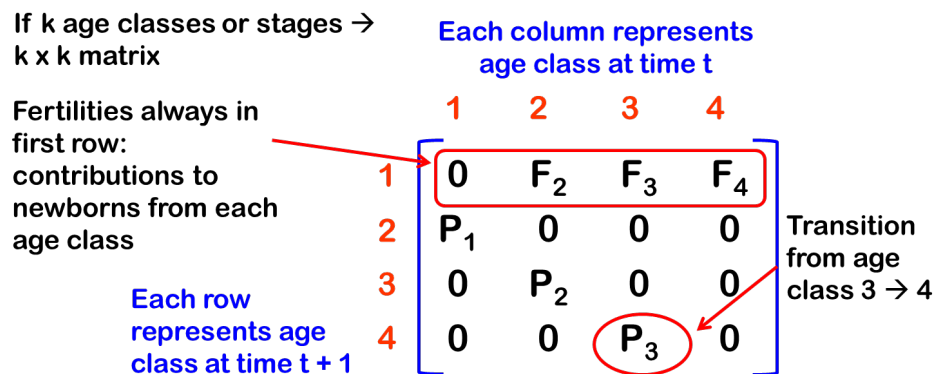 If k age classes or stages →
k x k matrix
Each column represents
age class at time t
Fertilities always in
first row:
contributions to
newborns from each
age class
1 2 3 4
1 0 F₂ F₃ F₄
2 P₁ 0 0 0
3 0 P₂ 0 0
4 0 0 P₃ 0
Transition
from age
class 3 → 4
Each row
represents age
class at time t + 1